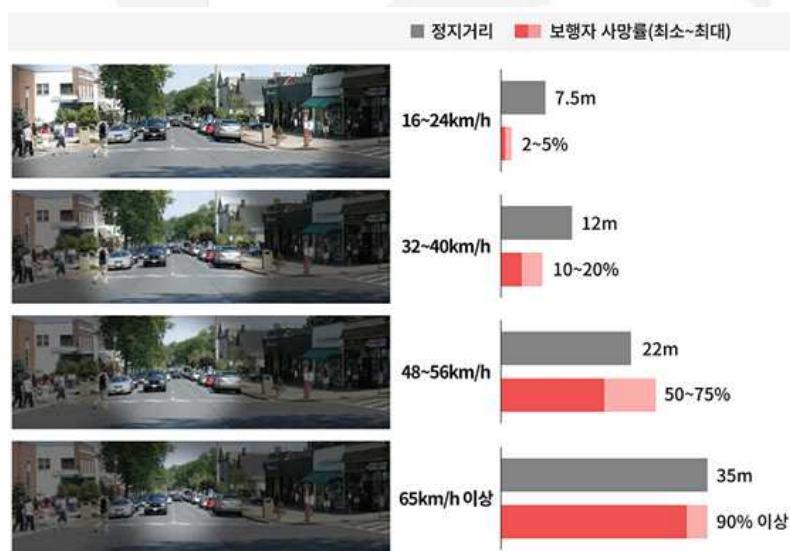 정지거리 보행자 사망률(최소~최대)
16~24km/h
7.5m
2~5%
32~40km/h
12m
10~20%
48~56km/h
22m
50~75%
65km/h 이상
35m
90% 이상